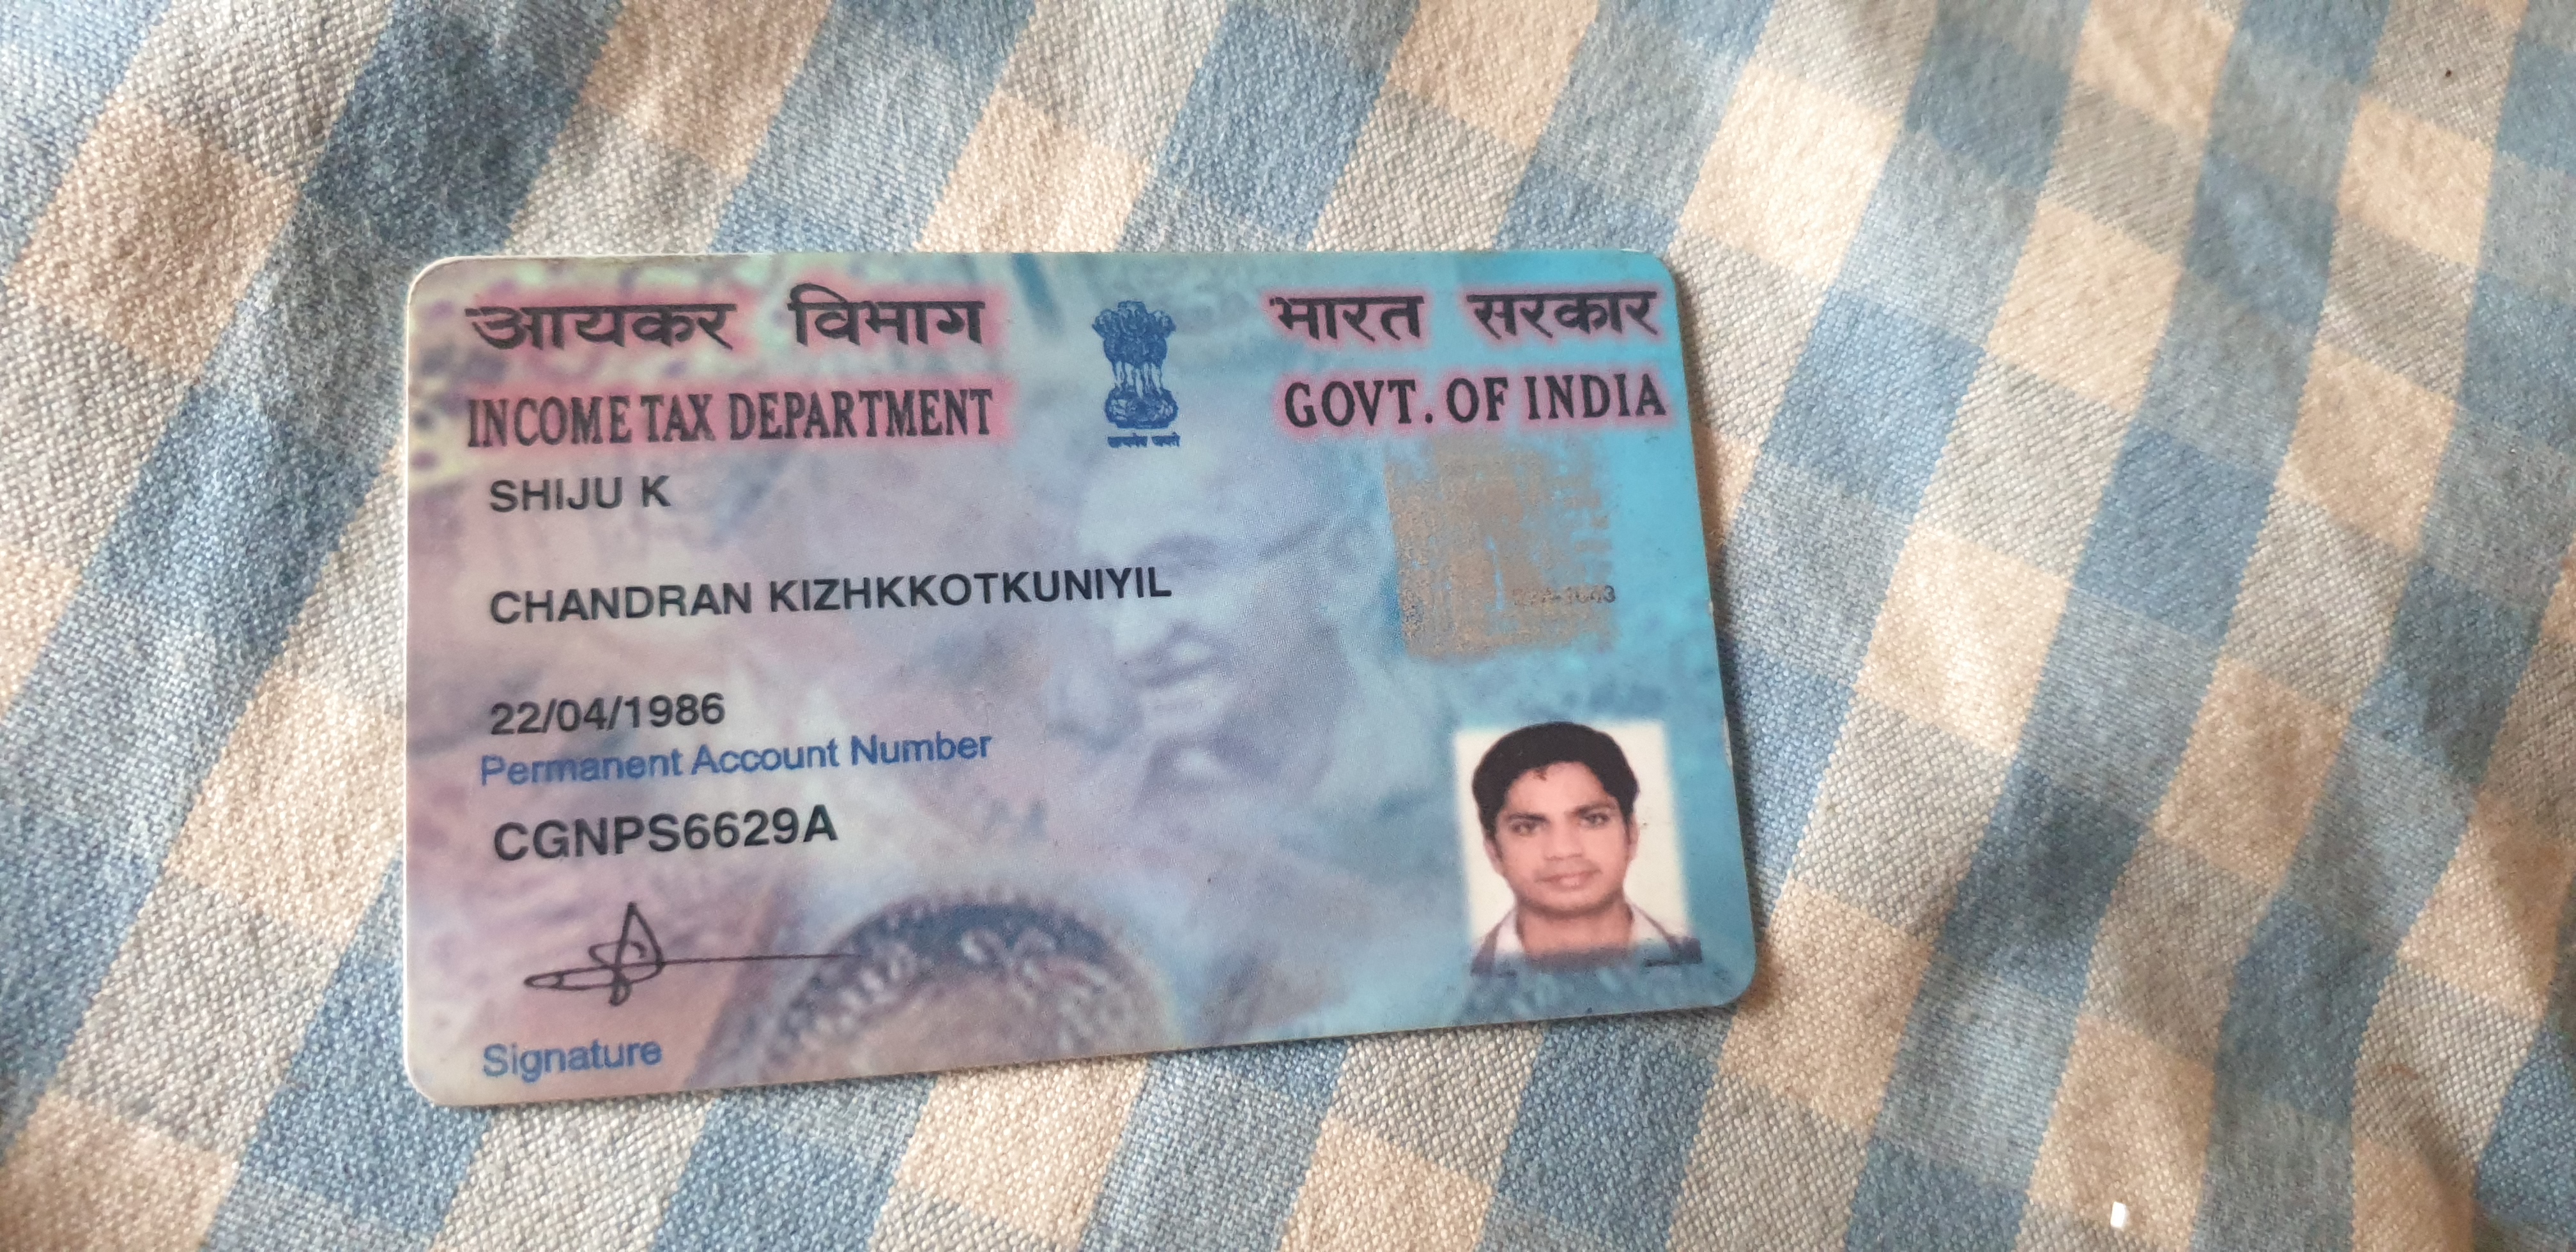 आयकर विभाग भारत सरकार
INCOME TAX DEPARTMENT GOVT. OF INDIA
SHIJU K
CHANDRAN KIZHKKOTKUNIYIL
22/04/1986
Permanent Account Number
CGNPS6629A
Signature